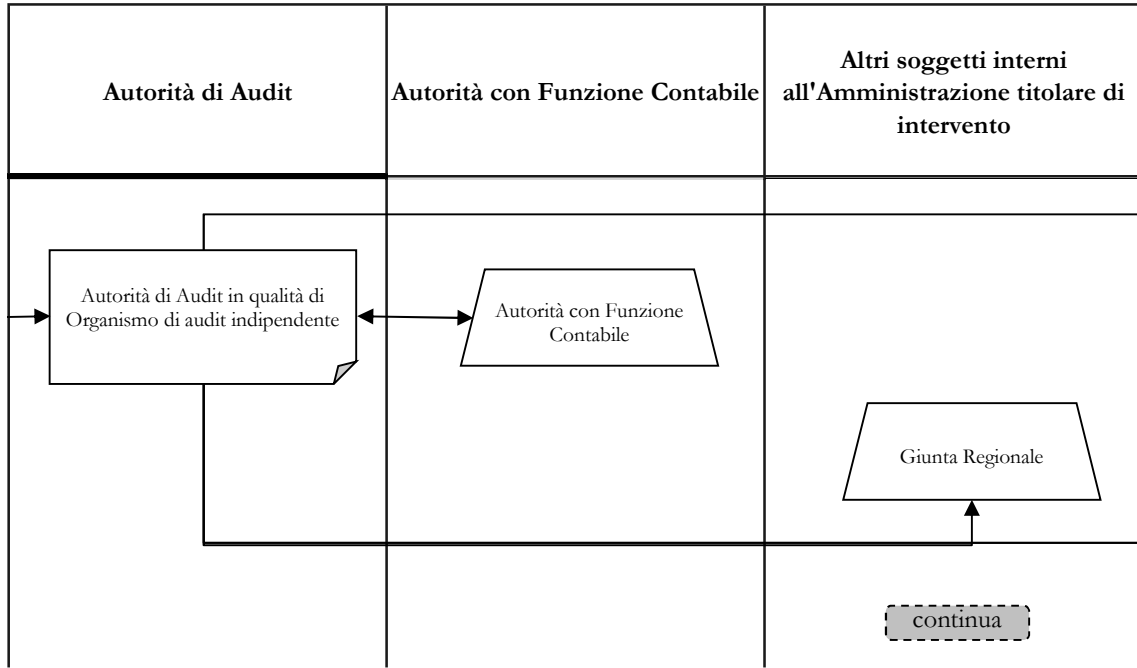 Autorità di Audit
Autorità con Funzione Contabile
Altri soggetti interni
all'Amministrazione titolare di
intervento
Autorità di Audit in qualità di
Organismo di audit indipendente
Autorità con Funzione
Contabile
Giunta Regionale
continua